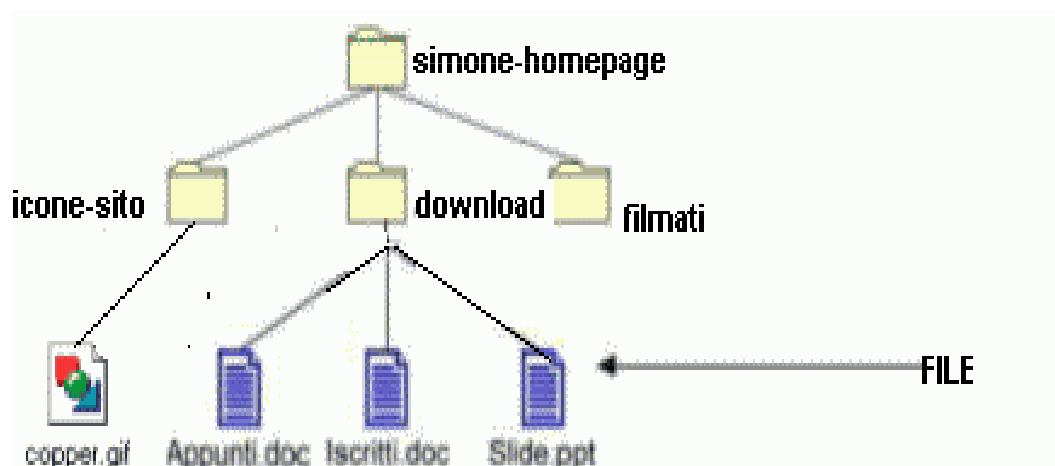 simone-homepage
icone-sito
download
filmati
FILE
copper.gif
Appunti.doc
Iscritti.doc
Slide.ppt